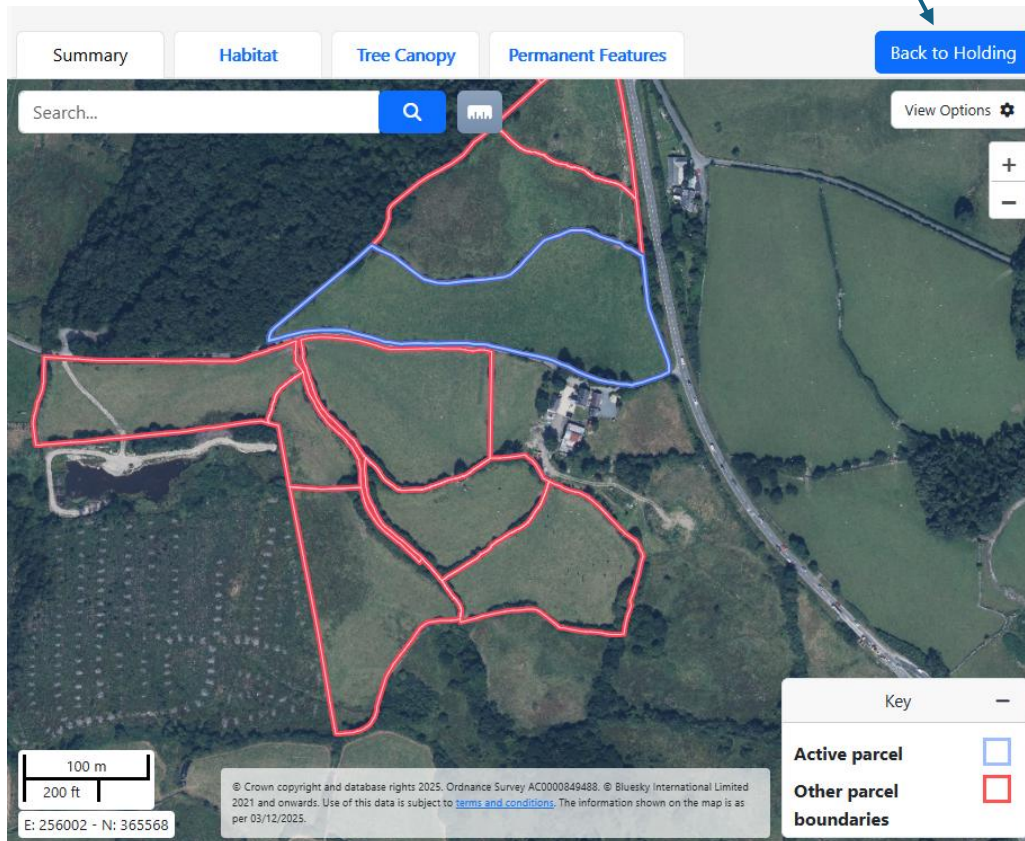 Summary
Habitat
Tree Canopy
Permanent Features
Back to Holding
Search...
View Options
+
−
Key
−
Active parcel
Other parcel
boundaries
100 m
200 ft
E: 256002 - N: 365568
© Crown copyright and database rights 2025. Ordnance Survey AC0000849488. © Bluesky International Limited
2021 and onwards. Use of this data is subject to terms and conditions. The information shown on the map is as
per 03/12/2025.